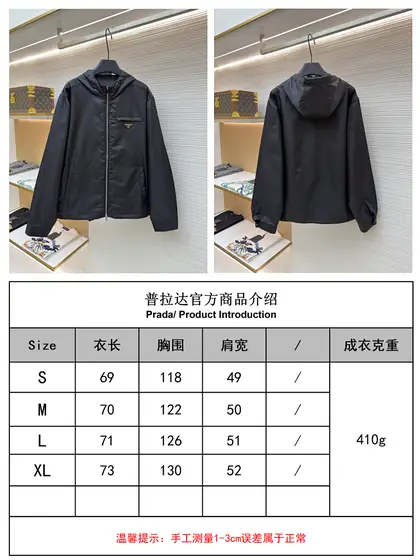 普拉达官方商品介绍
Prada/ Product Introduction
Size 衣长 胸围 肩宽 / 成衣克重
S 69 118 49 /
M 70 122 50 /
L 71 126 51 /
XL 73 130 52 /
410g
温馨提示：手工测量1-3cm误差属于正常